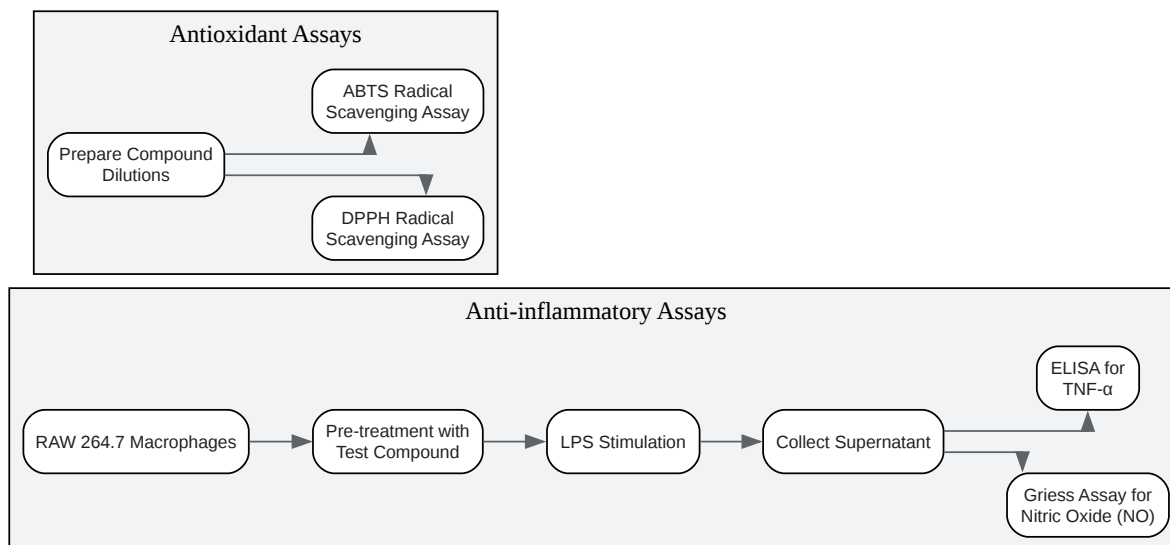 Antioxidant Assays
ABTS Radical
Scavenging Assay
Prepare Compound
Dilutions
DPPH Radical
Scavenging Assay
Anti-inflammatory Assays
ELISA for
TNF-α
RAW 264.7 Macrophages
Pre-treatment with
Test Compound
LPS Stimulation
Collect Supernatant
Griess Assay for
Nitric Oxide (NO)